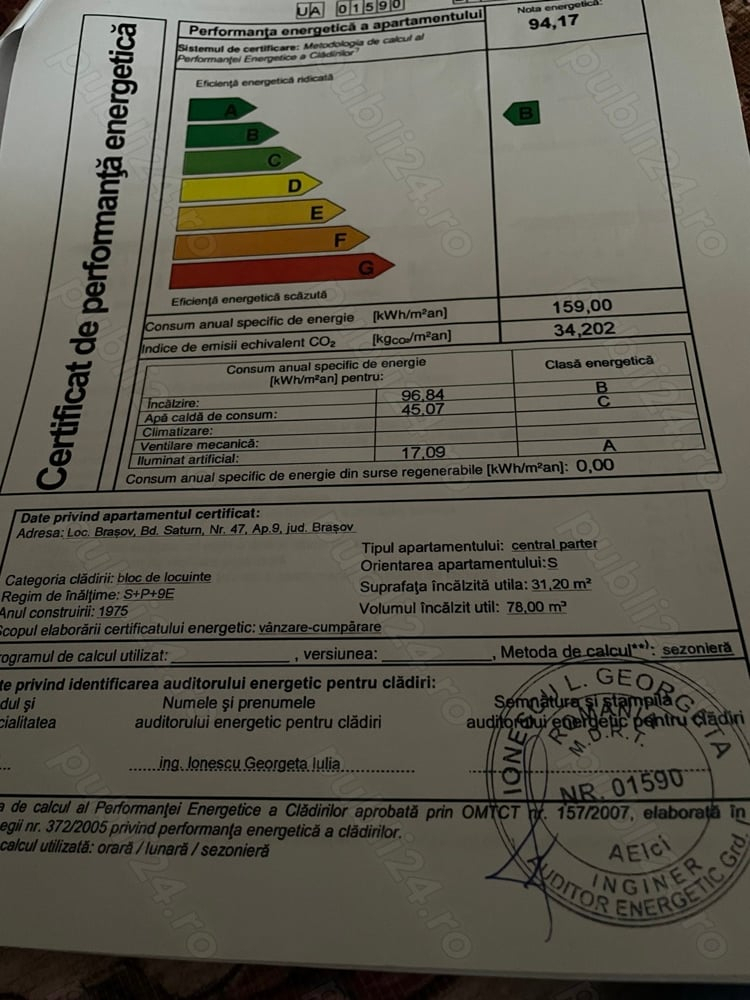 UA 01590
Certificat de performanță energetică
Performanța energetică a apartamentului
Nota energetică:
94,17
Sistemul de certificare: Metodologia de calcul al
Performanței Energetice a Clădirilor
Eficiență energetică ridicată
A
B
B
C
D
E
F
G
Eficiență energetică scăzută
Consum anual specific de energie [kWh/m²an] 159,00
Indice de emisii echivalent CO₂ [kgCO₂/m²an] 34,202
Consum anual specific de energie
[kWh/m²an] pentru:
Clasă energetică
Încălzire: 96,84 B
Apă caldă de consum: 45,07 C
Climatizare:
Ventilare mecanică:
Iluminat artificial: 17,09 A
Consum anual specific de energie din surse regenerabile [kWh/m²an]: 0,00
Date privind apartamentul certificat:
Adresa: Loc. Brașov, Bd. Saturn, Nr. 47, Ap.9, jud. Brașov
Tipul apartamentului: central parter
Orientarea apartamentului: S
Categoria clădirii: bloc de locuinte
Suprafața încălzită utila: 31,20 m²
Regim de înălțime: S+P+9E
Volumul încălzit util: 78,00 m³
Anul construirii: 1975
Scopul elaborării certificatului energetic: vânzare-cumpărare
ogramul de calcul utilizat: , versiunea: , Metoda de calcul**): sezonieră
te privind identificarea auditorului energetic pentru clădiri:
dul și
cialitatea
Numele și prenumele
auditorului energetic pentru clădiri
Semnătura și stampila
auditorului energetic pentru clădiri
ing. Ionescu Georgeta Iulia
IONESCU L. GEORGETA
ROMÂNIA
M.D.R.T.
NR. 01590
AEIci
INGINER
AUDITOR ENERGETIC Grd.
a de calcul al Performanței Energetice a Clădirilor aprobată prin OMTCT nr. 157/2007, elaborată în
egii nr. 372/2005 privind performanța energetică a clădirilor.
calcul utilizată: orară / lunară / sezonieră
publi24.ro